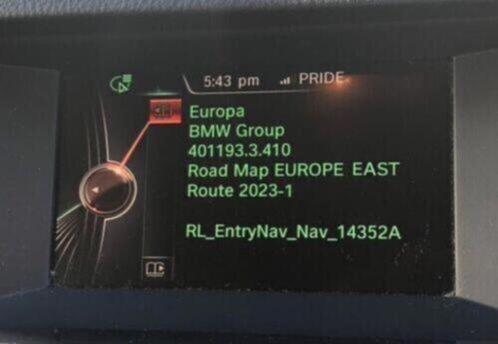 5:43 pm PRIDE
Europa
BMW Group
401193.3.410
Road Map EUROPE EAST
Route 2023-1
RL_EntryNav_Nav_14352A